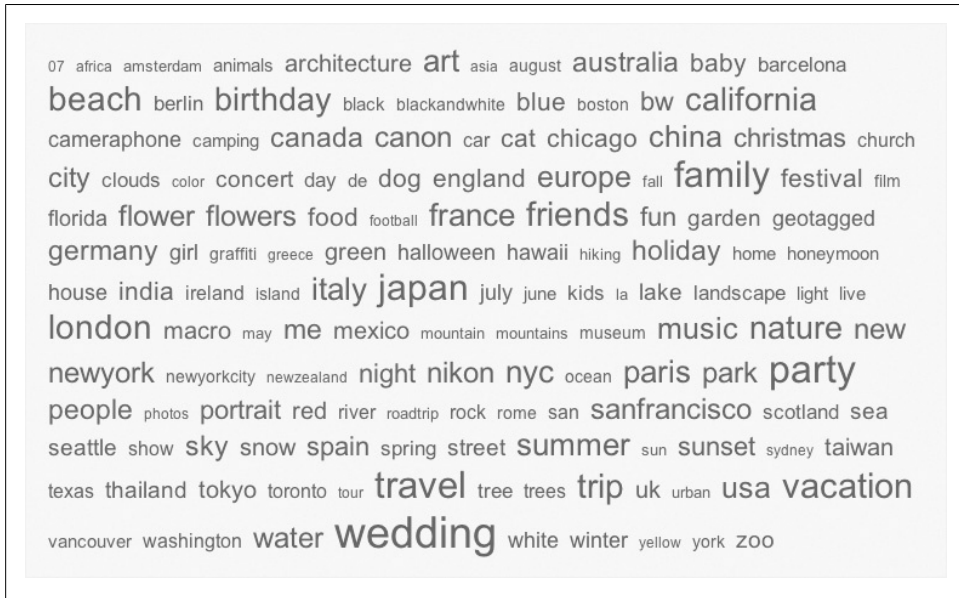 07 africa amsterdam animals architecture art asia august australia baby barcelona
beach berlin birthday black blackandwhite blue boston bw california
cameraphone camping canada canon car cat chicago china christmas church
city clouds color concert day de dog england europe fall family festival film
florida flower flowers food football france friends fun garden geotagged
germany girl graffiti greece green halloween hawaii hiking holiday home honeymoon
house india ireland island italy japan july june kids la lake landscape light live
london macro may me mexico mountain mountains museum music nature new
newyork newyorkcity newzealand night nikon nyc ocean paris park party
people photos portrait red river roadtrip rock rome san sanfrancisco scotland sea
seattle show sky snow spain spring street summer sun sunset sydney taiwan
texas thailand tokyo toronto tour travel tree trees trip uk urban usa vacation
vancouver washington water wedding white winter yellow york zoo